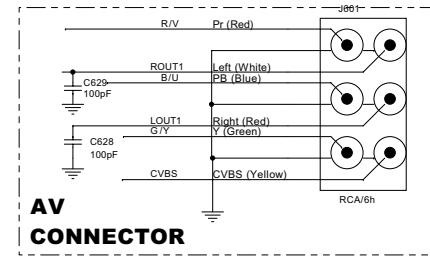 J601
R/V Pr (Red)
ROUT1 Left (White)
C629
100pF
B/U PB (Blue)
LOUT1 Right (Red)
C628
100pF
G/Y Y (Green)
CVBS CVBS (Yellow)
RCA/6h
AV
CONNECTOR